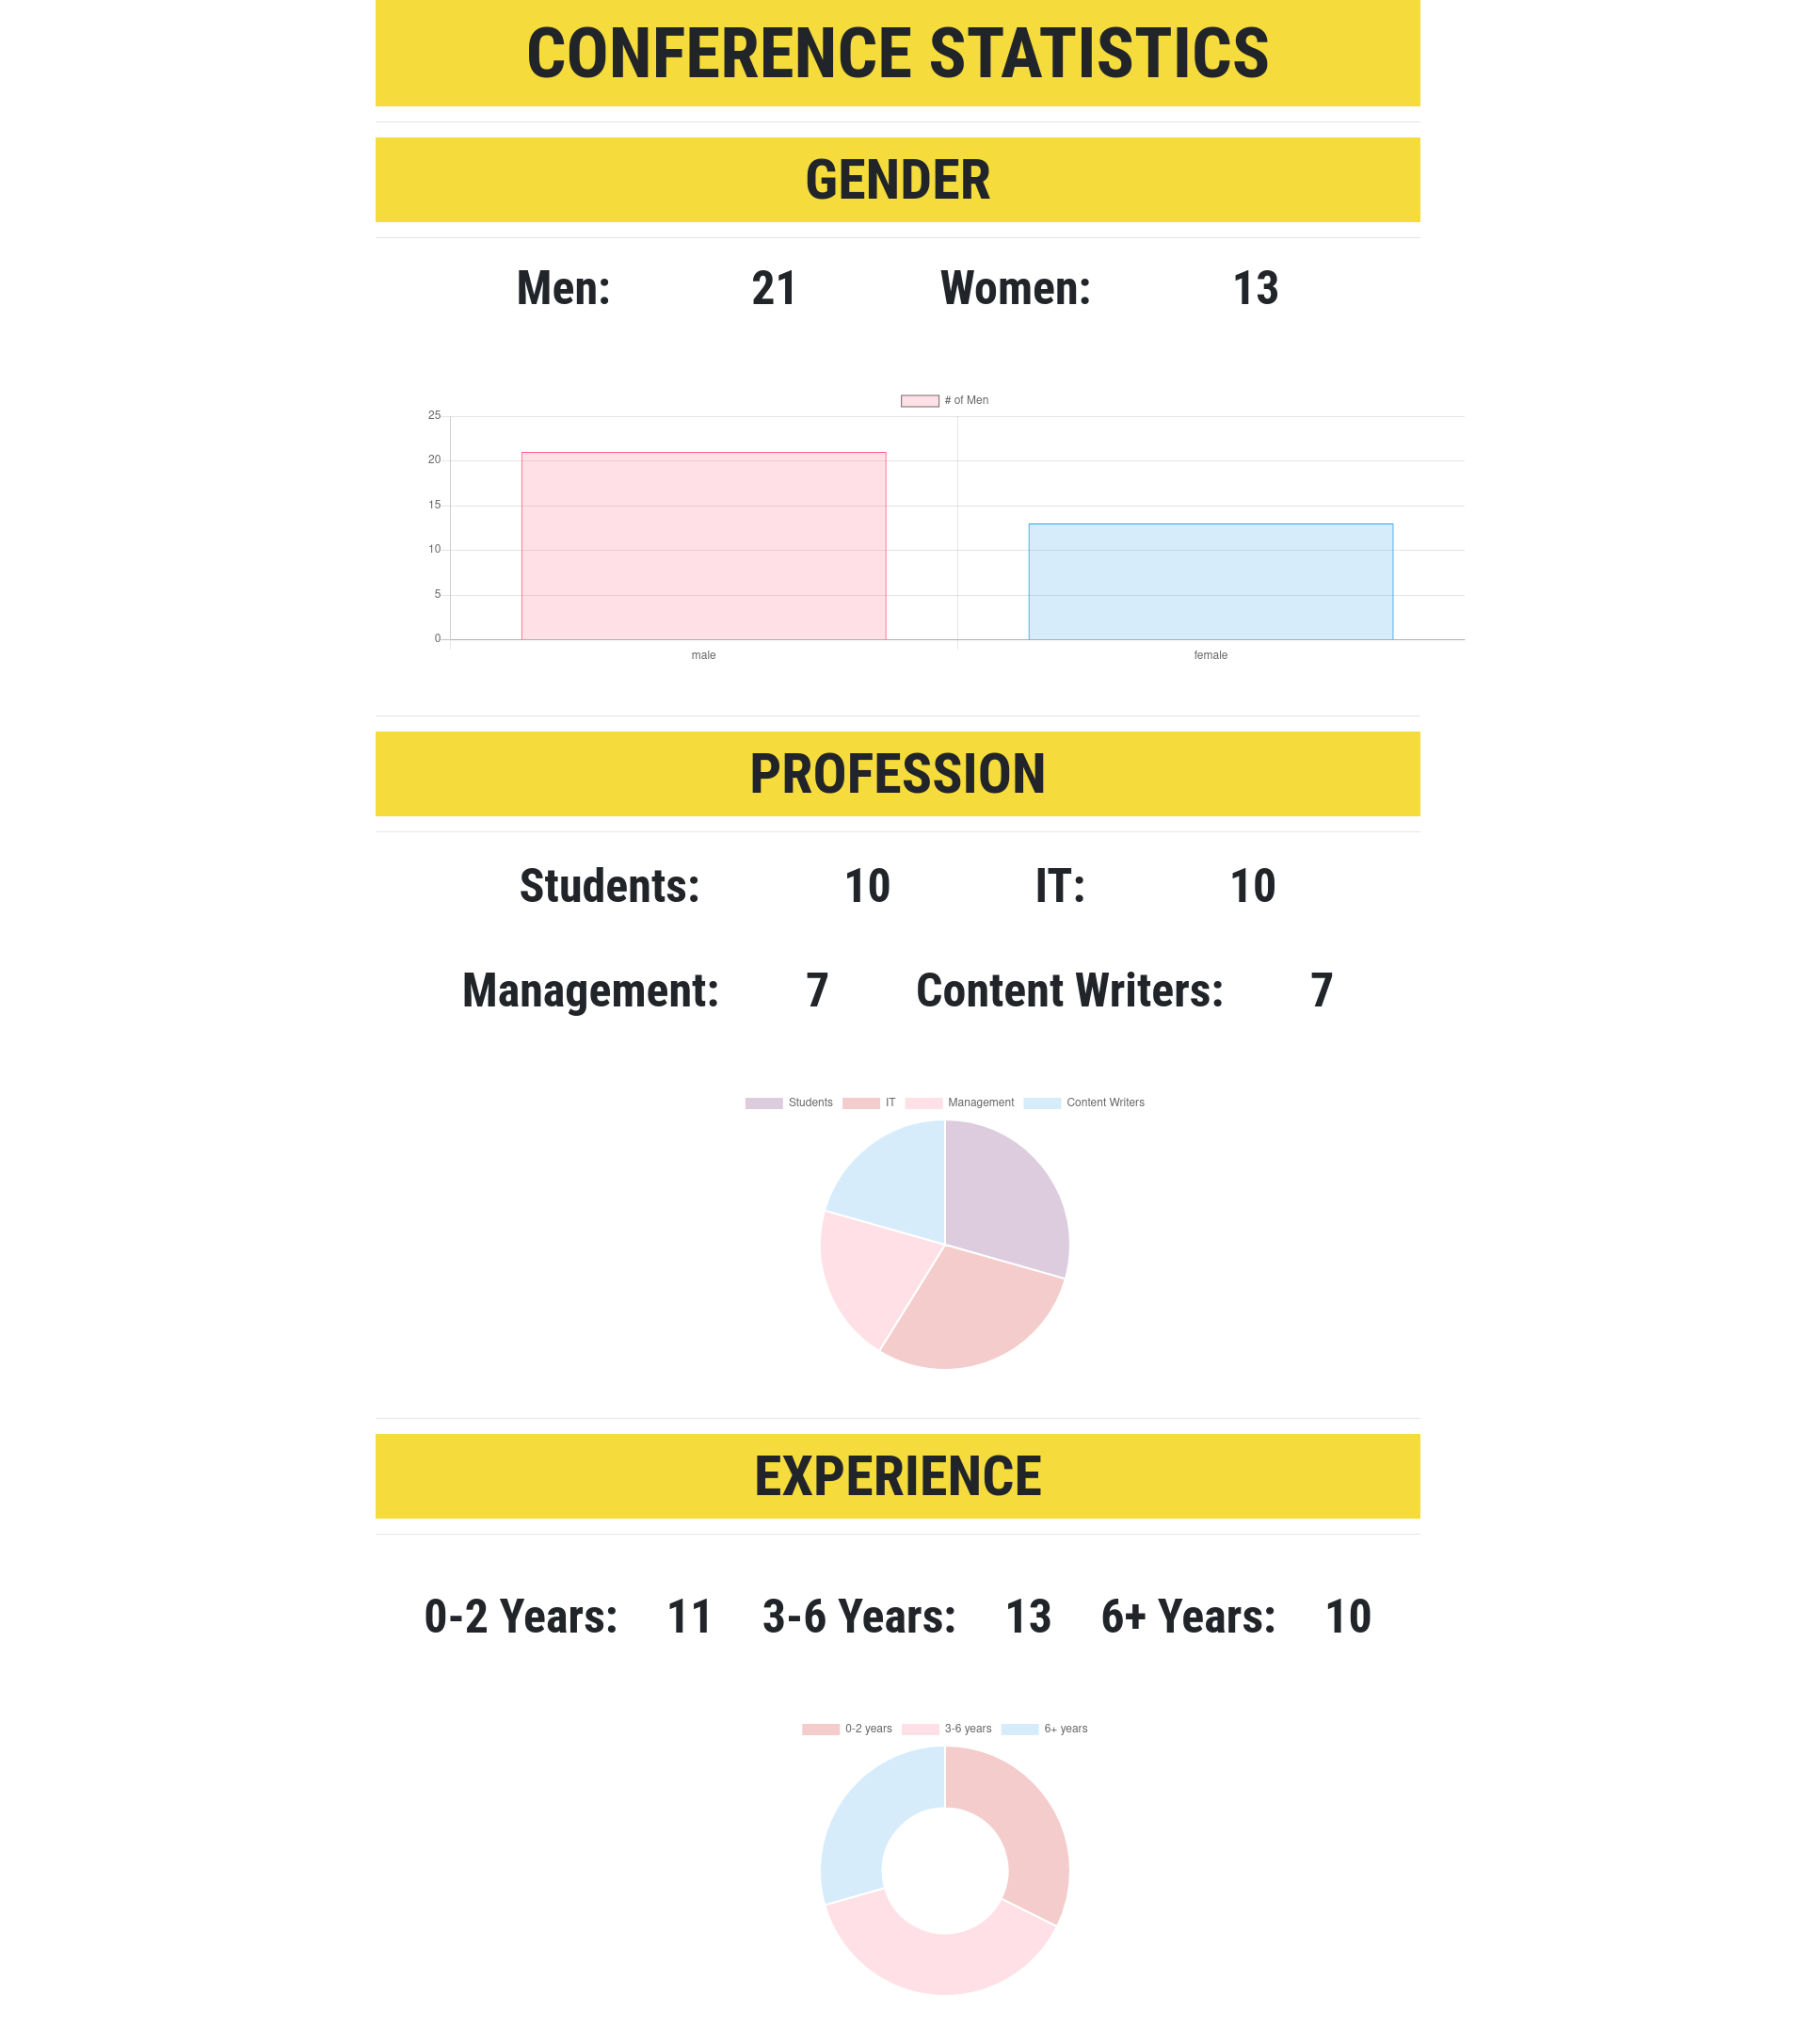 CONFERENCE STATISTICS
GENDER
Men: 21 Women: 13
# of Men
25
20
15
10
5
0
male female
PROFESSION
Students: 10 IT: 10
Management: 7 Content Writers: 7
Students IT Management Content Writers
EXPERIENCE
0-2 Years: 11 3-6 Years: 13 6+ Years: 10
0-2 years 3-6 years 6+ years